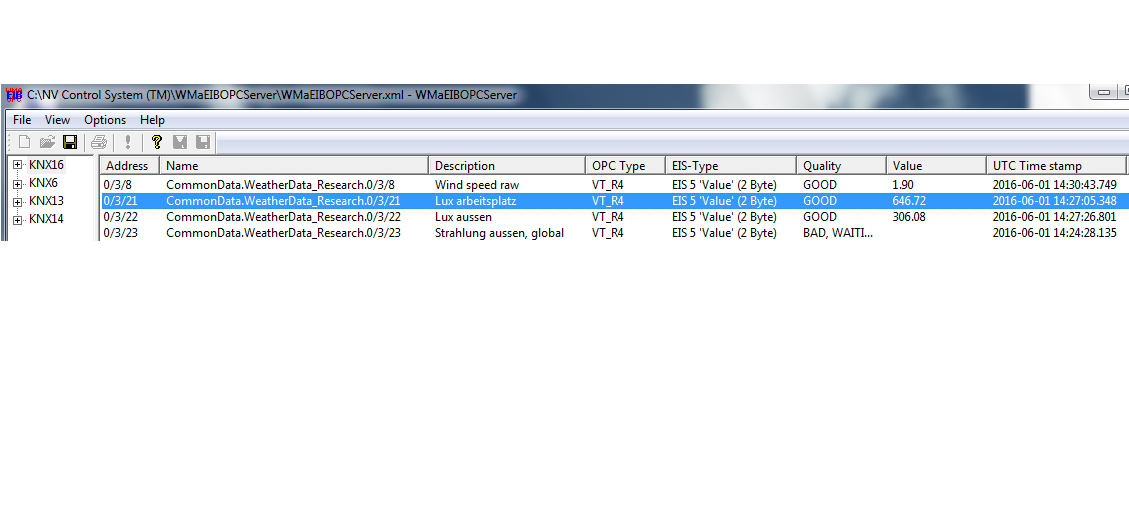 C:\NV Control System (TM)\WMaEIBOPCServer\WMaEIBOPCServer.xml - WMaEIBOPCServer
File View Options Help
KNX16
KNX6
KNX13
KNX14
Address Name Description OPC Type EIS-Type Quality Value UTC Time stamp
0/3/8 CommonData.WeatherData_Research.0/3/8 Wind speed raw VT_R4 EIS 5 'Value' (2 Byte) GOOD 1.90 2016-06-01 14:30:43.749
0/3/21 CommonData.WeatherData_Research.0/3/21 Lux arbeitsplatz VT_R4 EIS 5 'Value' (2 Byte) GOOD 646.72 2016-06-01 14:27:05.348
0/3/22 CommonData.WeatherData_Research.0/3/22 Lux aussen VT_R4 EIS 5 'Value' (2 Byte) GOOD 306.08 2016-06-01 14:27:26.801
0/3/23 CommonData.WeatherData_Research.0/3/23 Strahlung aussen, global VT_R4 EIS 5 'Value' (2 Byte) BAD, WAITI... 2016-06-01 14:24:28.135